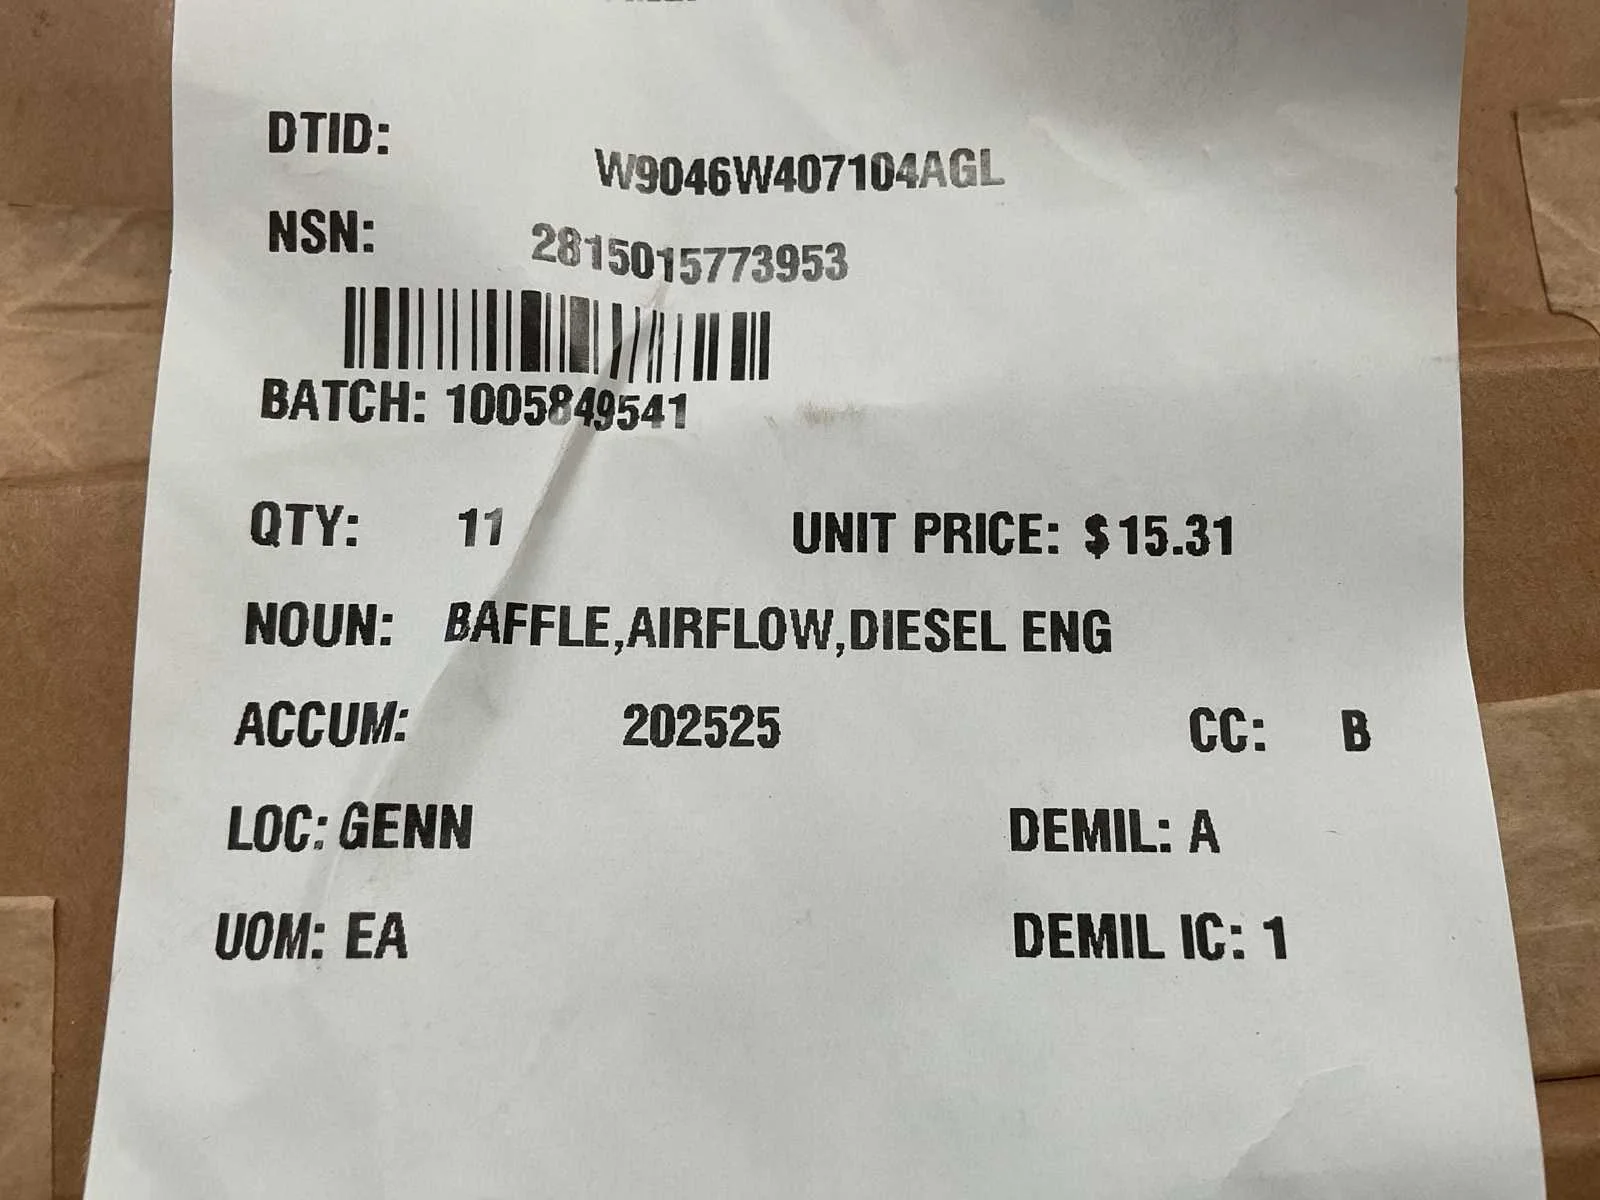 DTID: W9046W407104AGL
NSN: 2815015773953
BATCH: 1005849541
QTY: 11 UNIT PRICE: $15.31
NOUN: BAFFLE,AIRFLOW,DIESEL ENG
ACCUM: 202525 CC: B
LOC: GENN DEMIL: A
UOM: EA DEMIL IC: 1